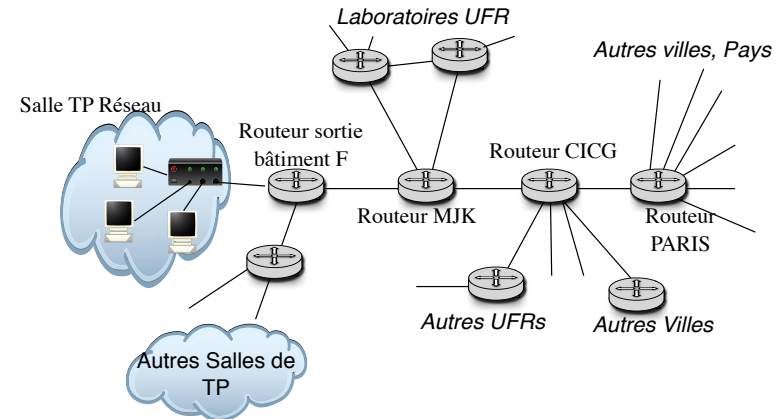 Laboratoires UFR
Autres villes, Pays
Salle TP Réseau
Routeur sortie
bâtiment F
Routeur CICG
Routeur MJK
Routeur
PARIS
Autres UFRs
Autres Villes
Autres Salles de
TP